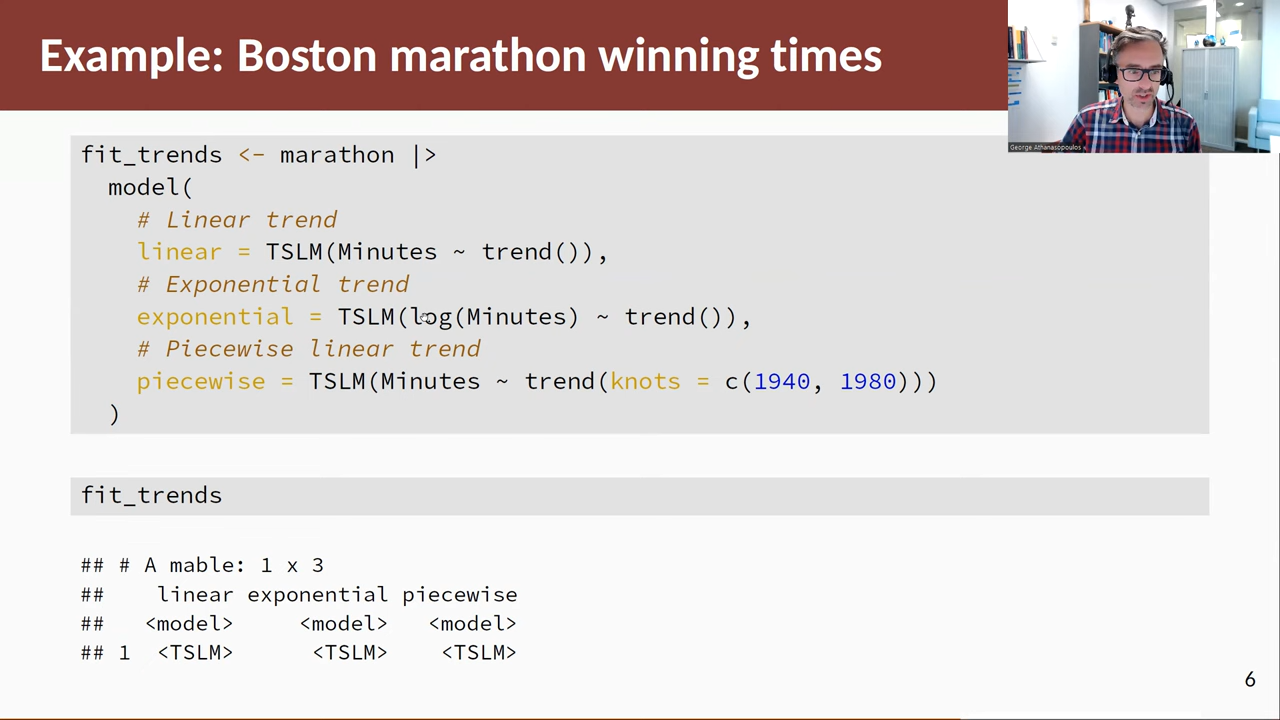 Example: Boston marathon winning times
George Athanasopoulos
fit_trends <- marathon |>
model(
# Linear trend
linear = TSLM(Minutes ~ trend()),
# Exponential trend
exponential = TSLM(log(Minutes) ~ trend()),
# Piecewise linear trend
piecewise = TSLM(Minutes ~ trend(knots = c(1940, 1980)))
)
fit_trends
## # A mable: 1 x 3
## linear exponential piecewise
## <model> <model> <model>
## 1 <TSLM> <TSLM> <TSLM>
6